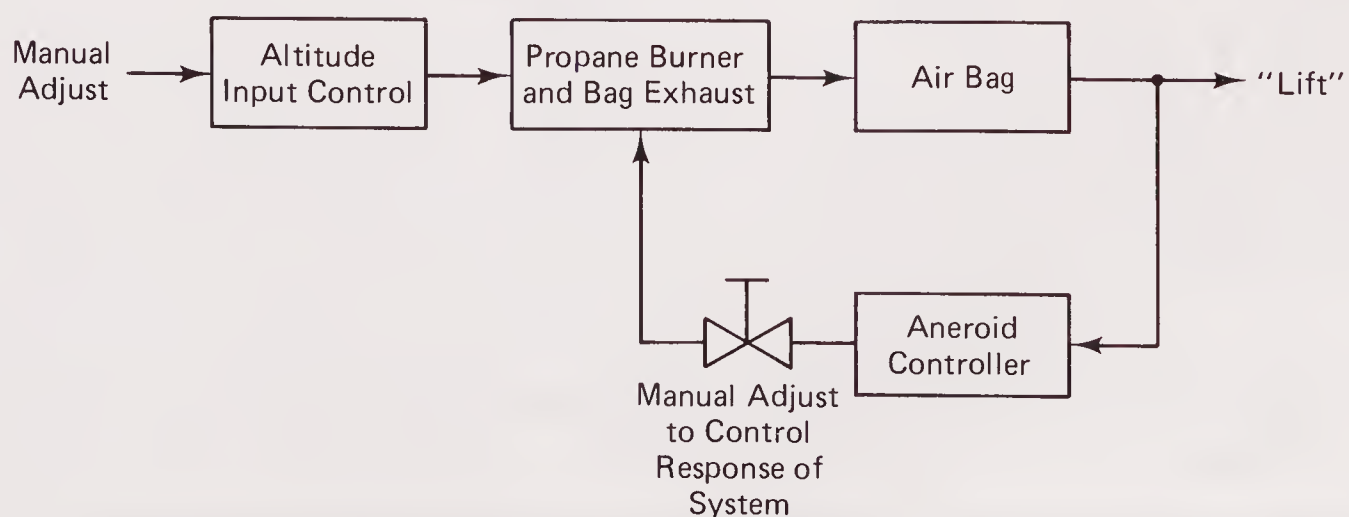 Manual
Adjust
Altitude
Input Control
Propane Burner
and Bag Exhaust
Air Bag
"Lift"
Aneroid
Controller
Manual Adjust
to Control
Response of
System